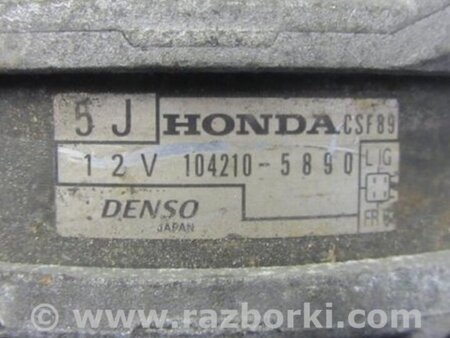 5J HONDA CSF89
12V 104210-5890 L IG
DENSO FR
JAPAN
© www.razborki.com